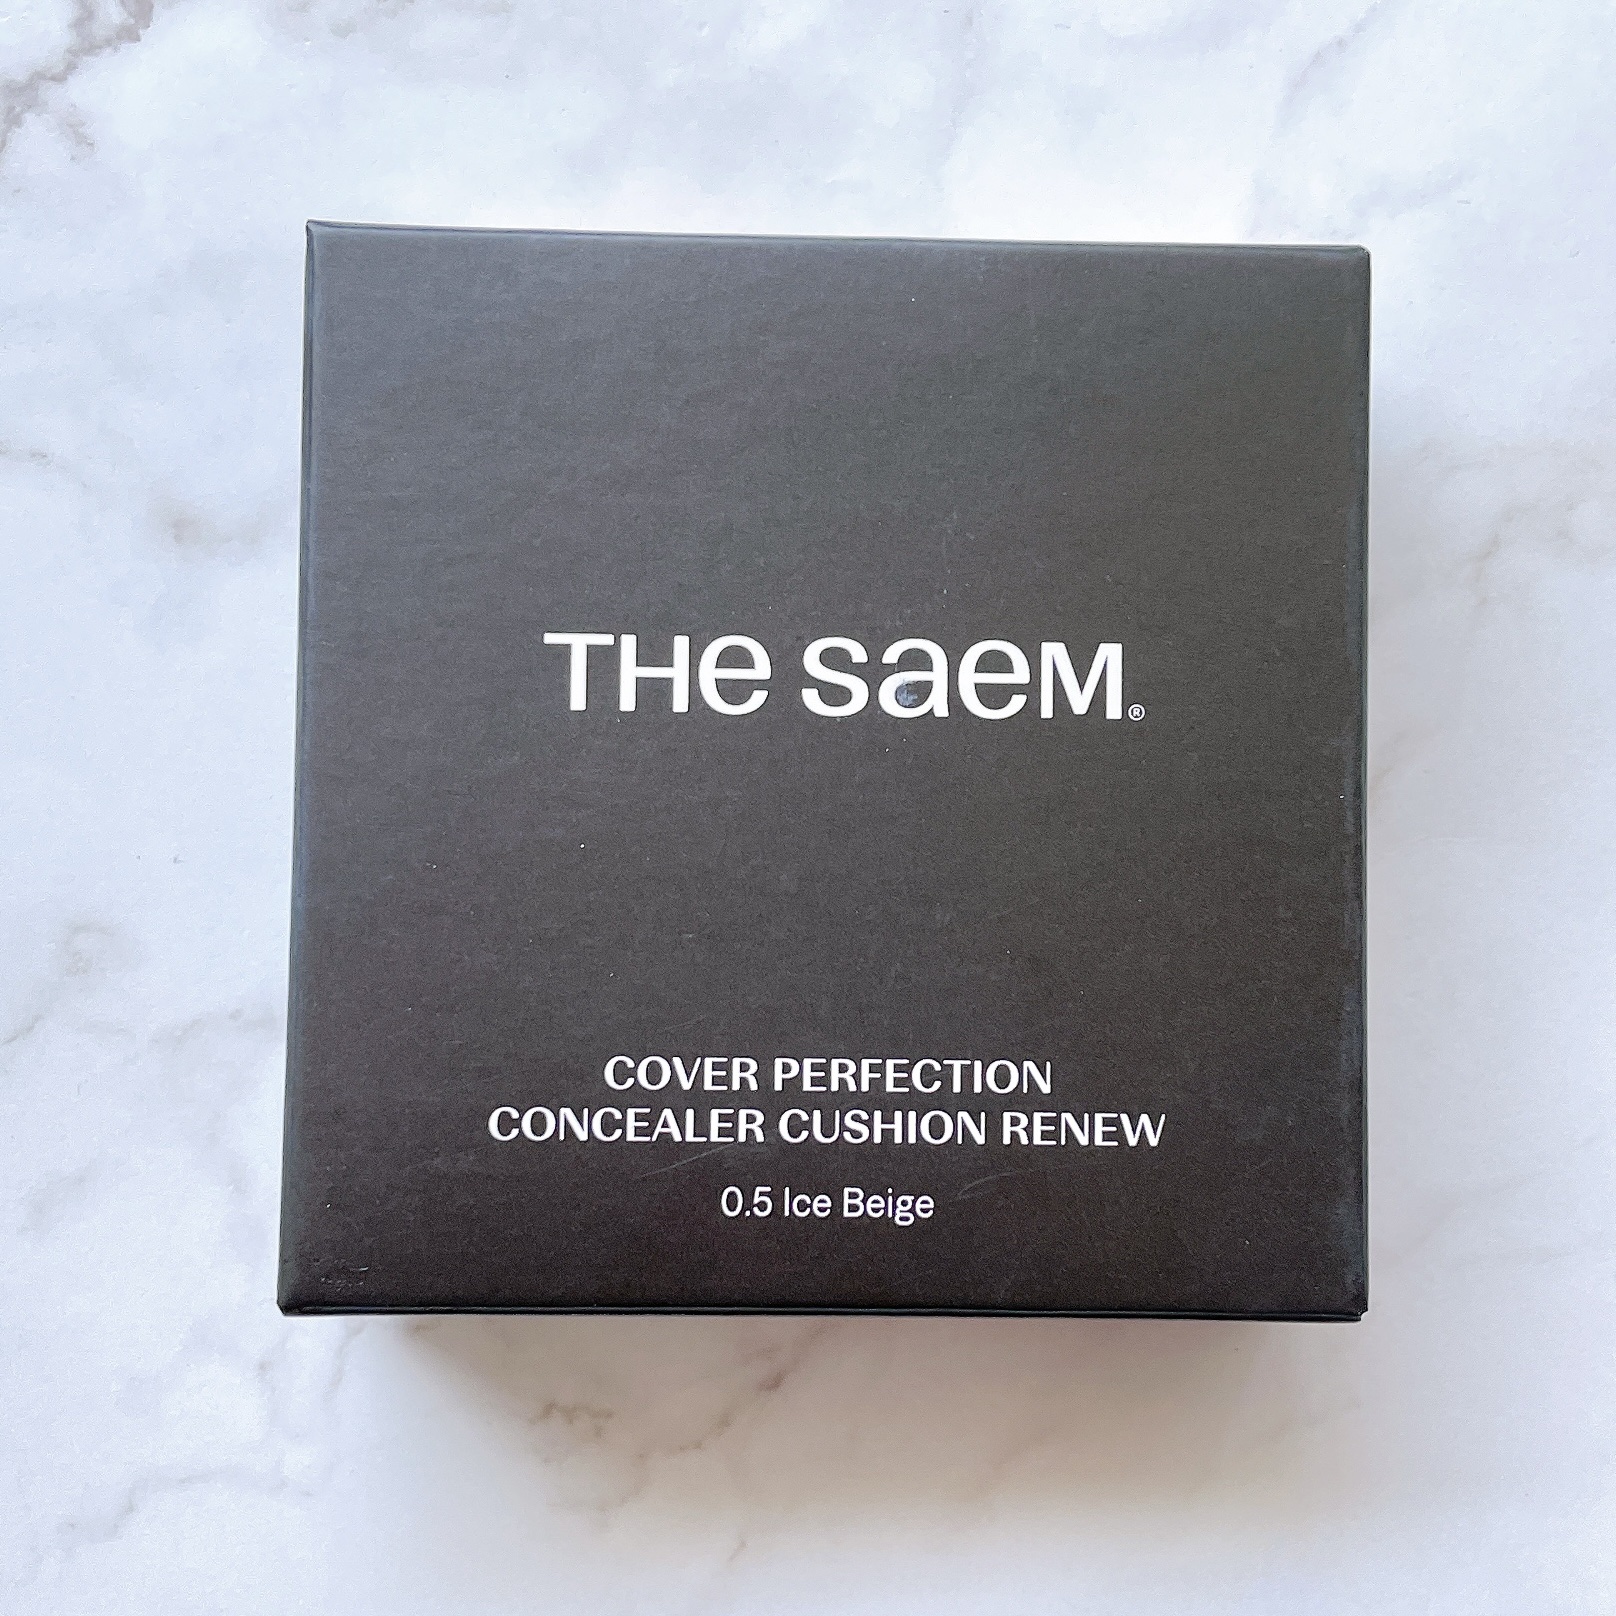 THE SAEM®
COVER PERFECTION
CONCEALER CUSHION RENEW
0.5 Ice Beige